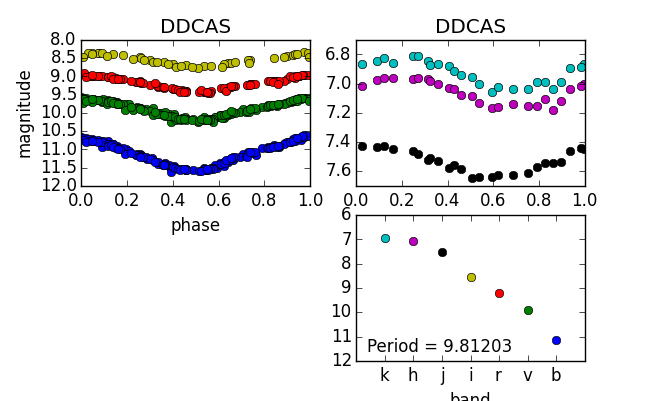 DDCAS
8.0
8.5
9.0
9.5
10.0
10.5
11.0
11.5
12.0
magnitude
0.0 0.2 0.4 0.6 0.8 1.0
phase
DDCAS
6.8
7.0
7.2
7.4
7.6
0.0 0.2 0.4 0.6 0.8 1.0
6
7
8
9
10
11
12
Period = 9.81203
k h j i r v b
band